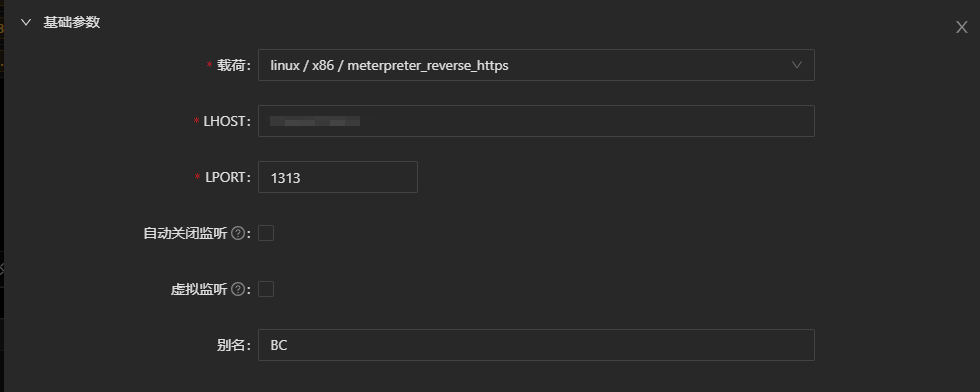 基础参数
* 载荷: linux / x86 / meterpreter_reverse_https
* LHOST:
* LPORT: 1313
自动关闭监听 ? :
虚拟监听 ? :
别名: BC